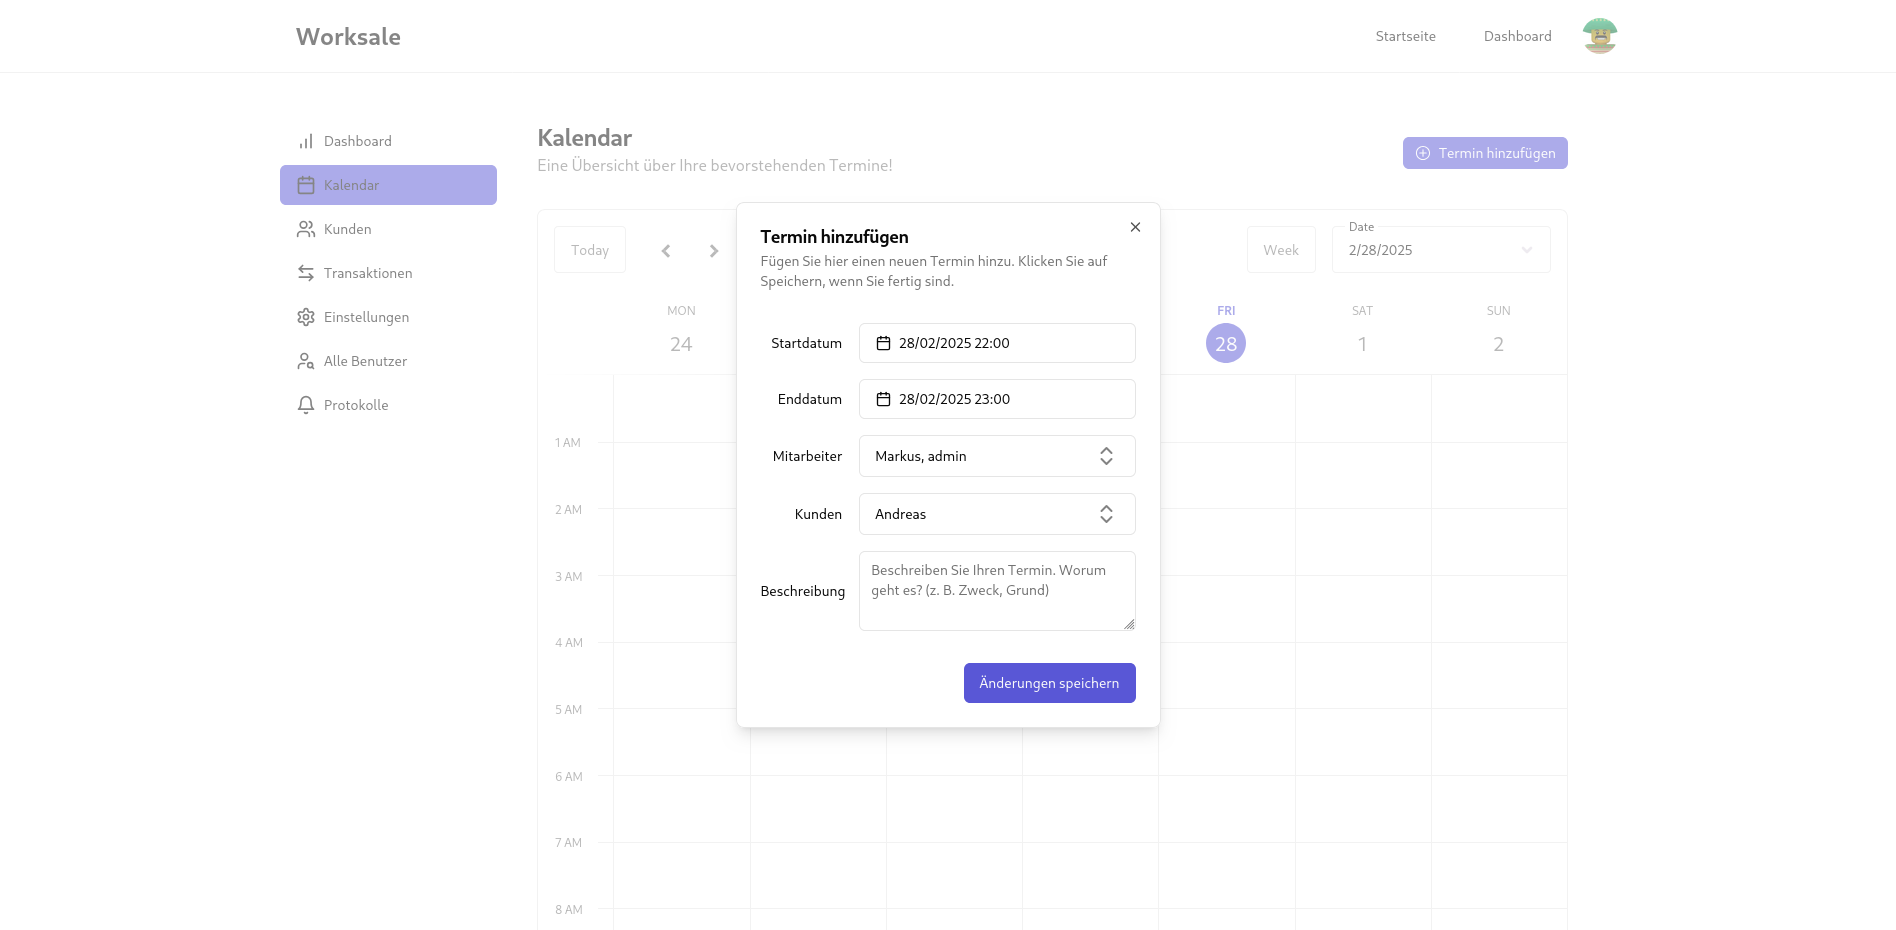 Worksale
Startseite
Dashboard
Dashboard
Kalendar
Kunden
Transaktionen
Einstellungen
Alle Benutzer
Protokolle
Kalendar
Eine Übersicht über Ihre bevorstehenden Termine!
Termin hinzufügen
Today
Week
Date
2/28/2025
MON
24
FRI
28
SAT
1
SUN
2
1 AM
2 AM
3 AM
4 AM
5 AM
6 AM
7 AM
8 AM
Termin hinzufügen
Fügen Sie hier einen neuen Termin hinzu. Klicken Sie auf
Speichern, wenn Sie fertig sind.
Startdatum
28/02/2025 22:00
Enddatum
28/02/2025 23:00
Mitarbeiter
Markus, admin
Kunden
Andreas
Beschreibung
Beschreiben Sie Ihren Termin. Worum
geht es? (z. B. Zweck, Grund)
Änderungen speichern